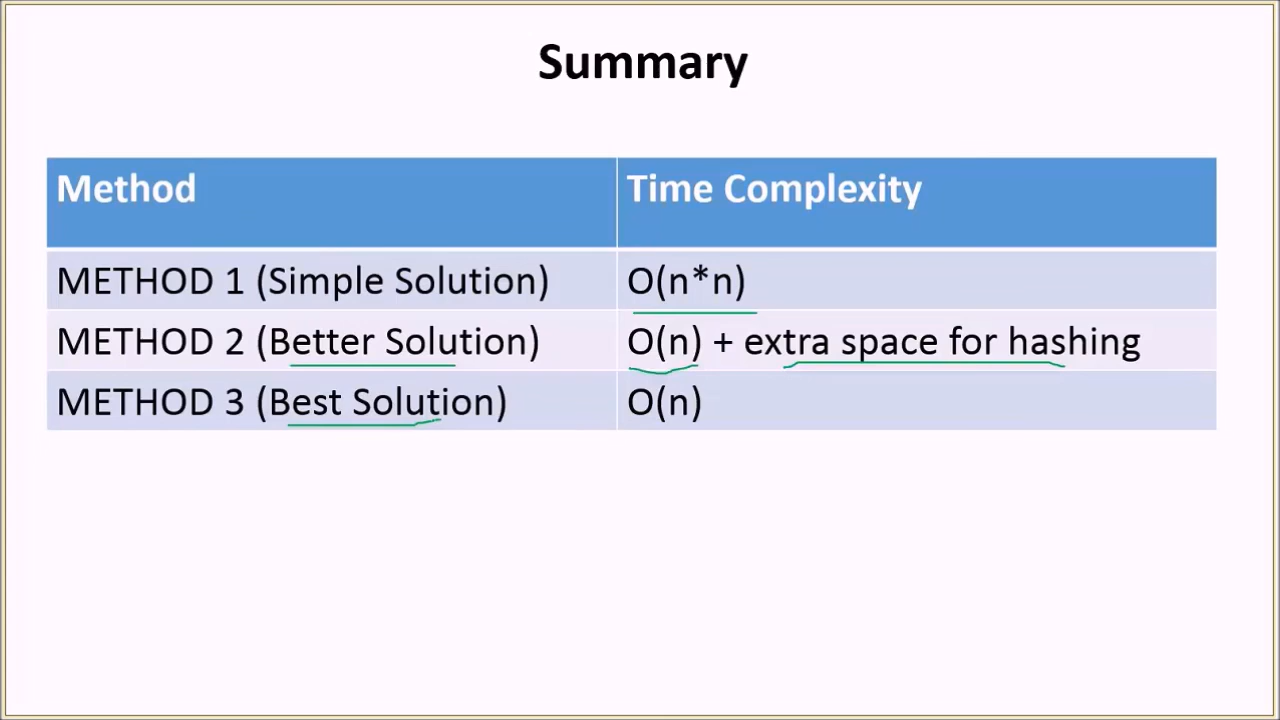 Summary
Method Time Complexity
METHOD 1 (Simple Solution) O(n*n)
METHOD 2 (Better Solution) O(n) + extra space for hashing
METHOD 3 (Best Solution) O(n)